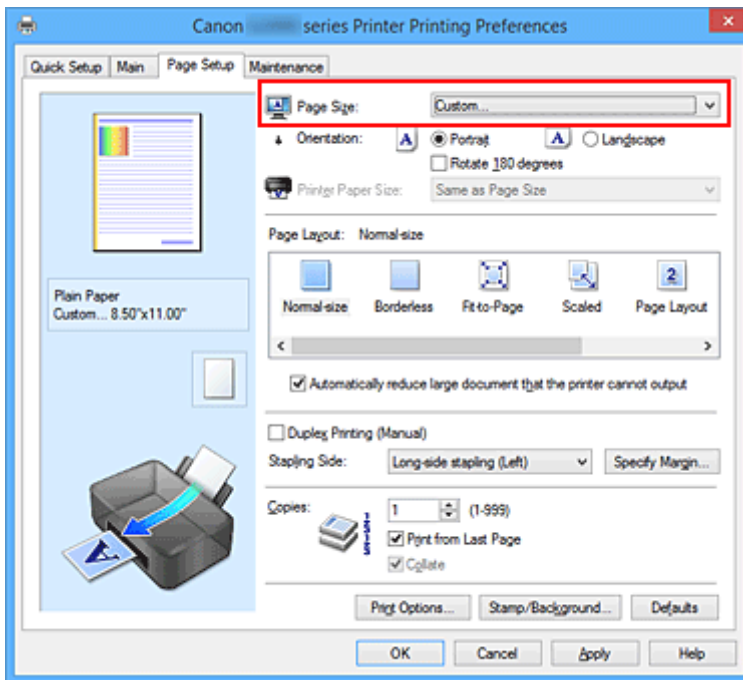 Canon series Printer Printing Preferences
Quick Setup Main Page Setup Maintenance
Page Size: Custom...
Orientation: A Portrait A Landscape
Rotate 180 degrees
Printer Paper Size: Same as Page Size
Page Layout: Normal-size
Normal-size Borderless Fit-to-Page Scaled Page Layout
Automatically reduce large document that the printer cannot output
Plain Paper
Custom... 8.50"x11.00"
Duplex Printing (Manual)
Stapling Side: Long-side stapling (Left) Specify Margin...
Copies: 1 (1-999)
Print from Last Page
Collate
Print Options... Stamp/Background... Defaults
OK Cancel Apply Help